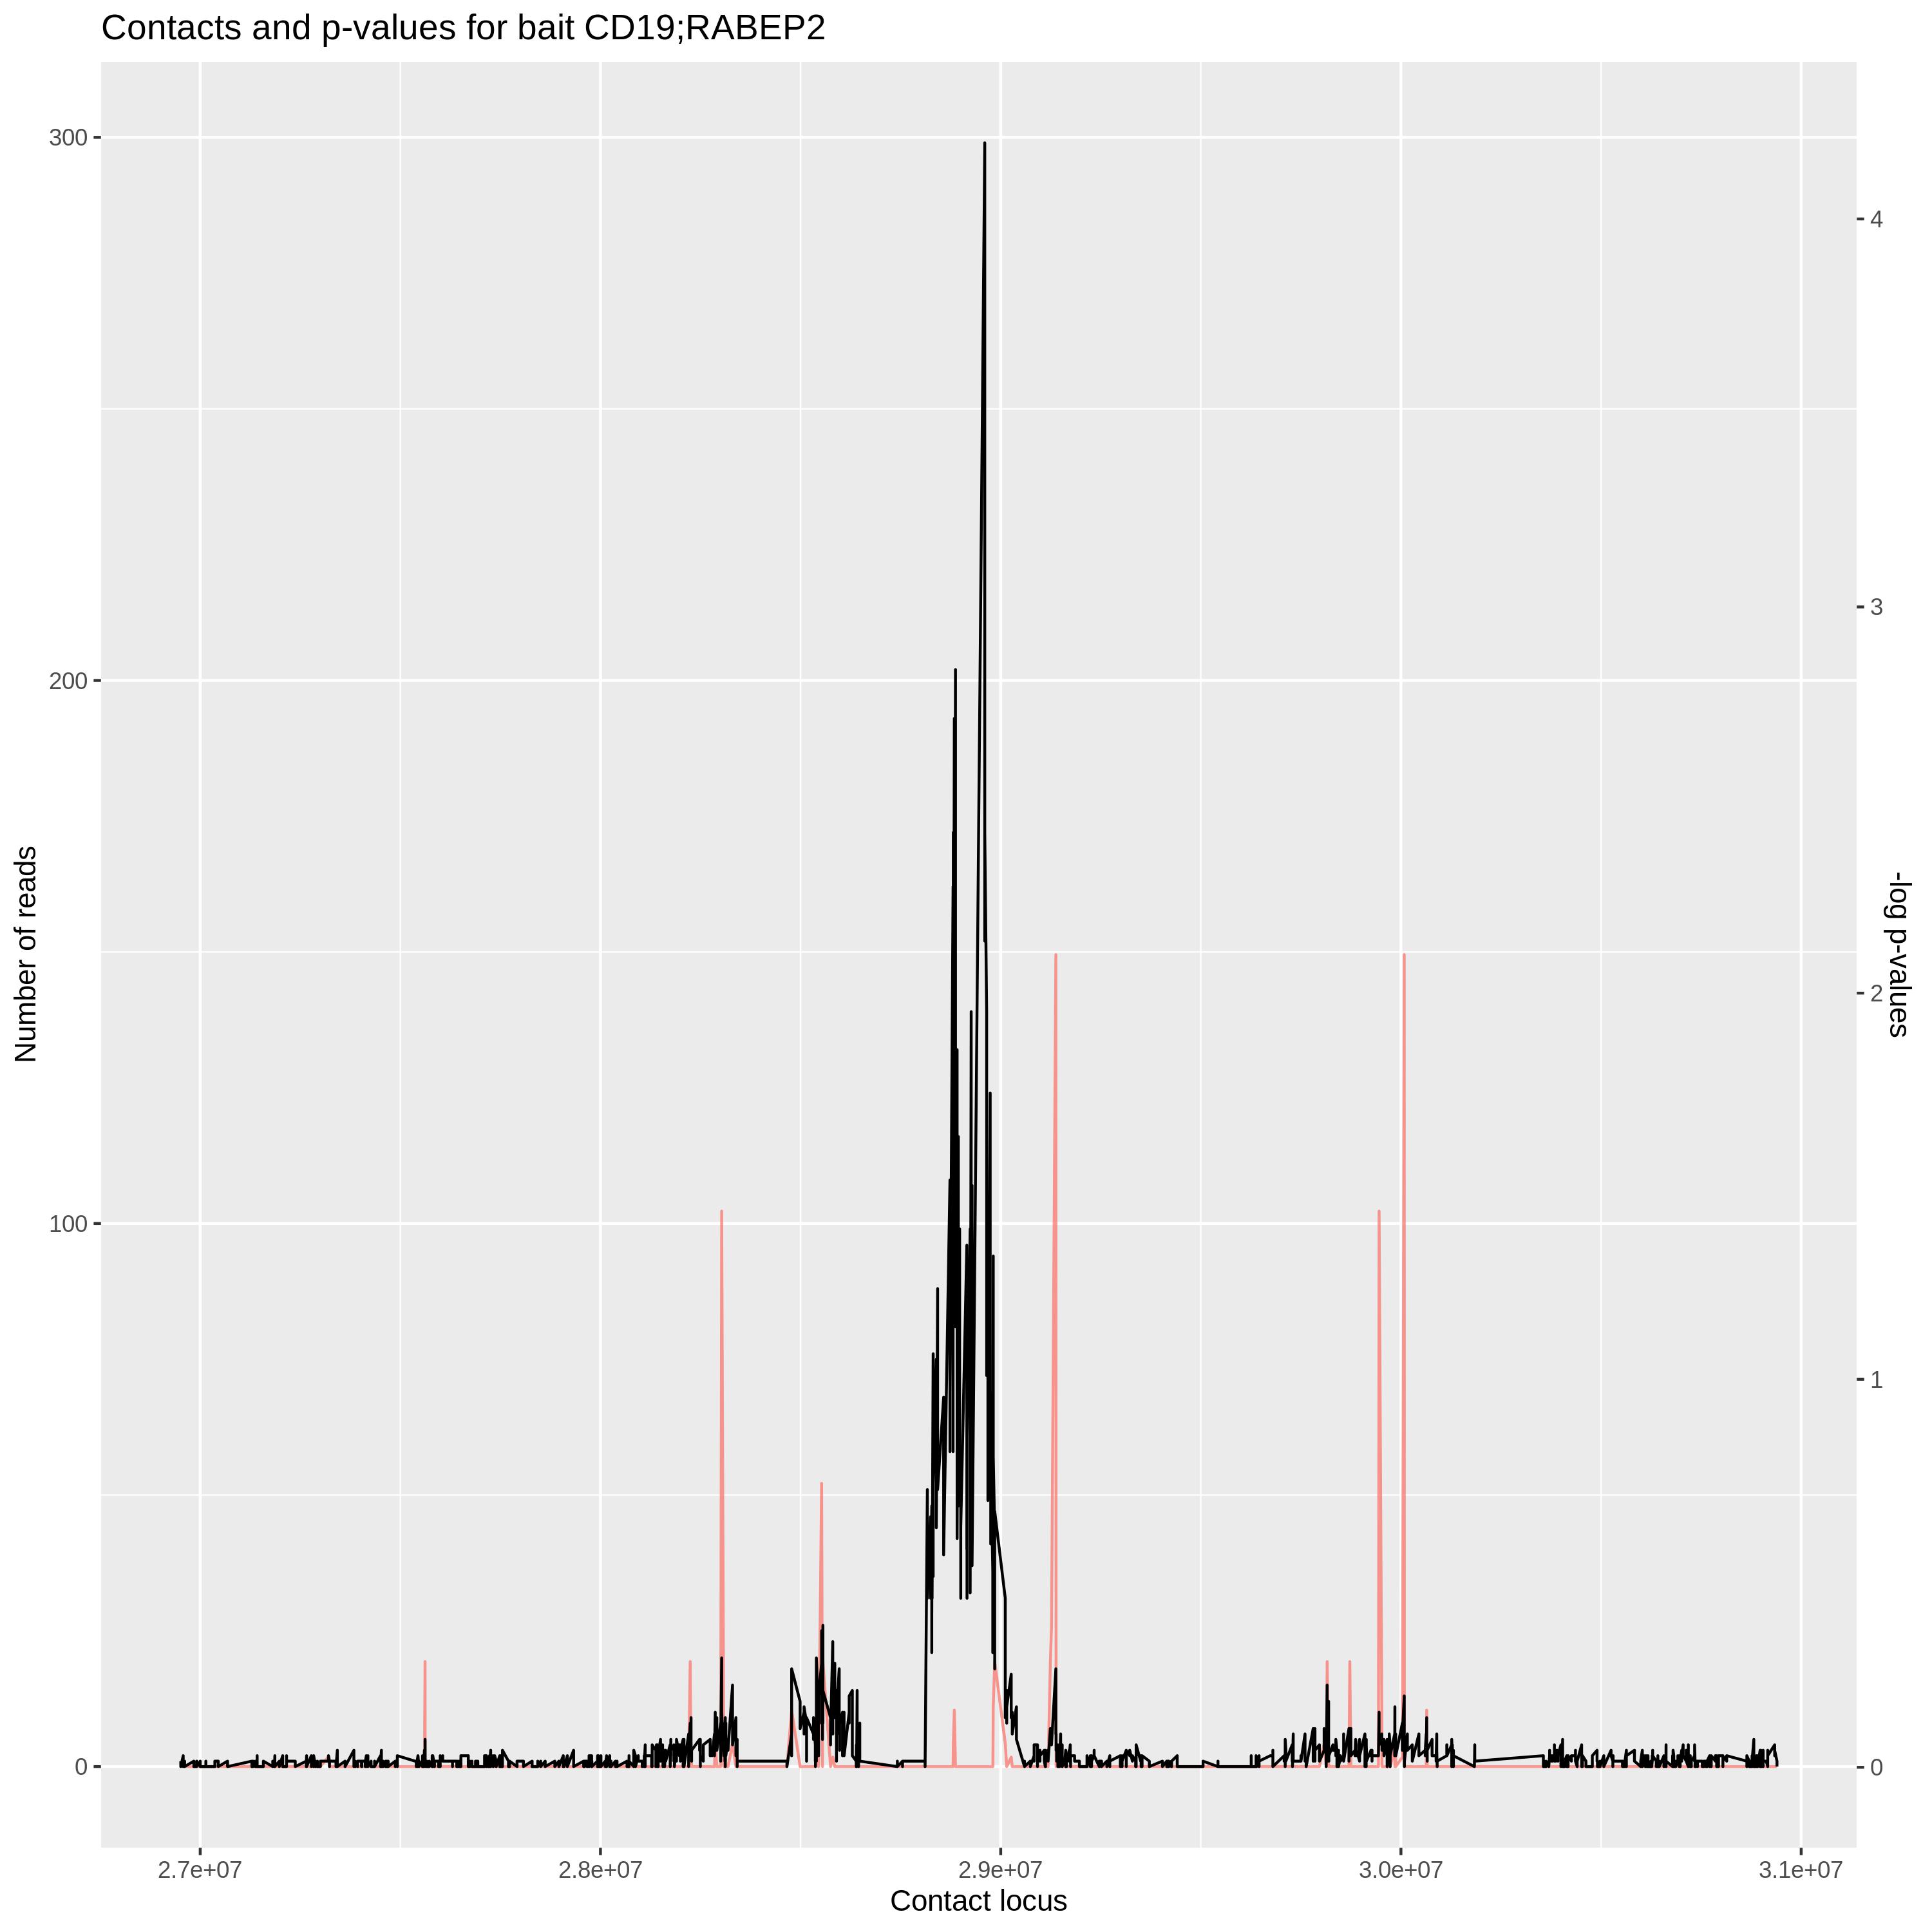 Contacts and p-values for bait CD19;RABEP2
300
200
100
0
Number of reads
4
3
2
1
0
-log p-values
2.7e+07
2.8e+07
2.9e+07
3.0e+07
3.1e+07
Contact locus